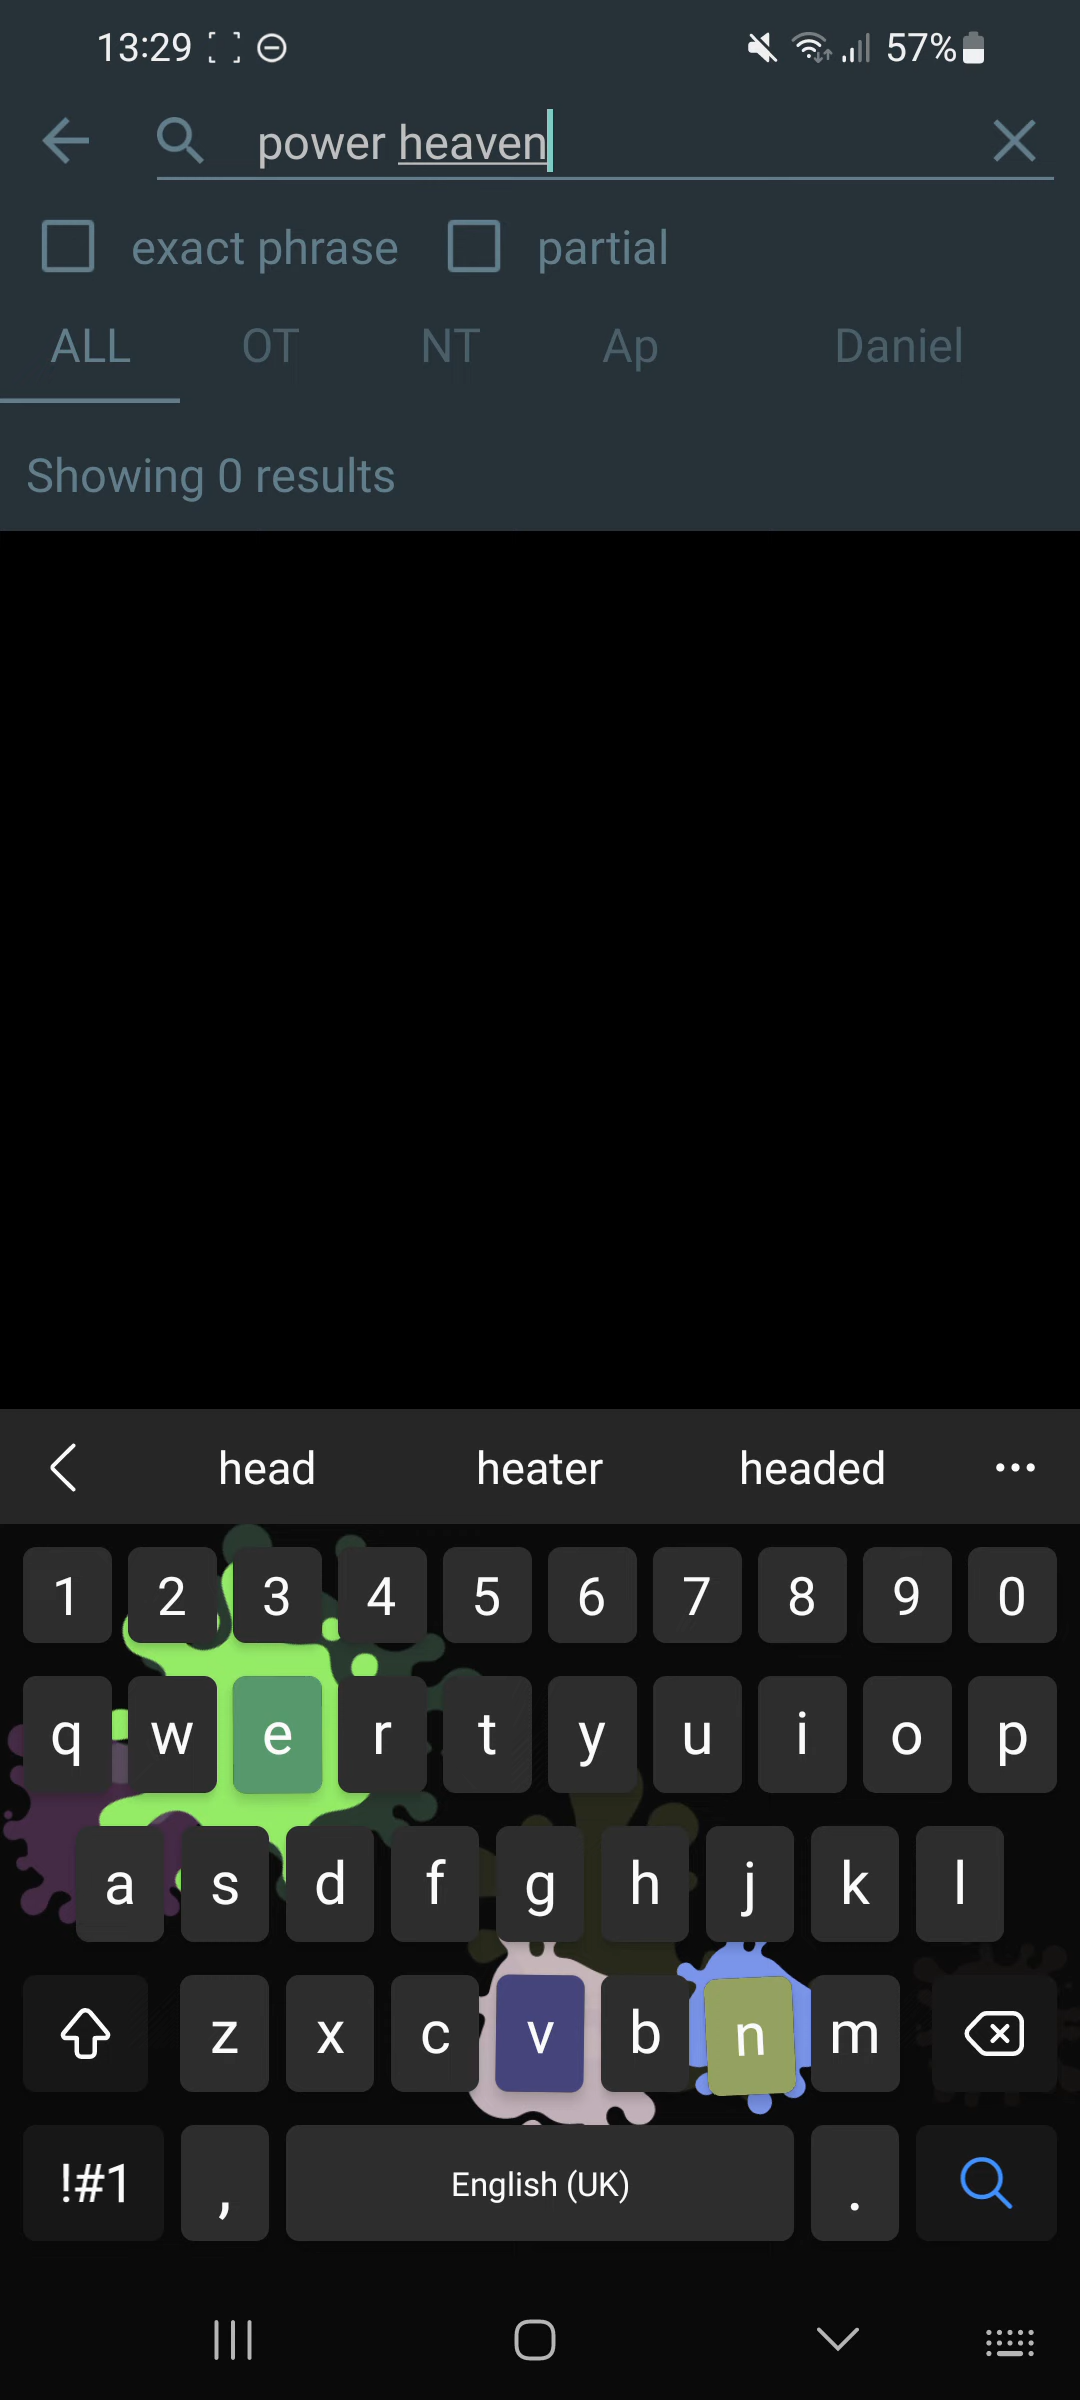 13:29 57%
power heaven
exact phrase partial
ALL OT NT Ap Daniel
Showing 0 results
head heater headed ...
1 2 3 4 5 6 7 8 9 0
q w e r t y u i o p
a s d f g h j k l
z x c v b n m
!#1 , English (UK) .